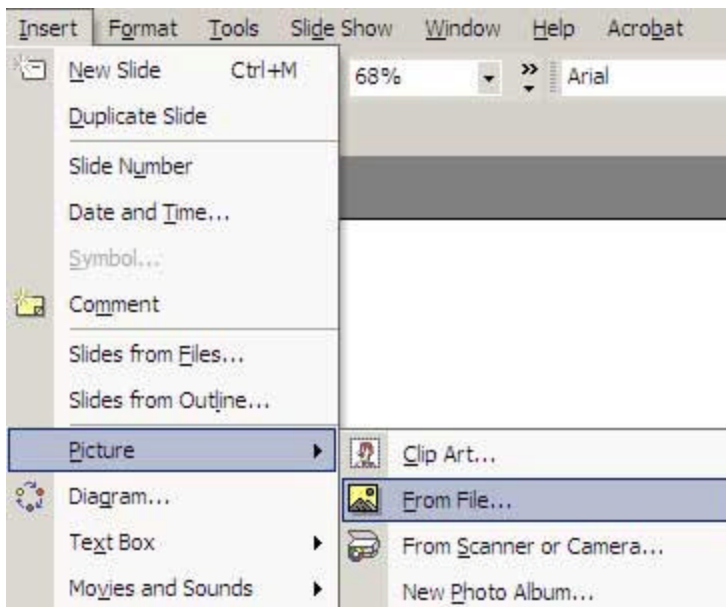 Insert Format Tools Slide Show Window Help Acrobat
New Slide Ctrl+M
68%
Arial
Duplicate Slide
Slide Number
Date and Time...
Symbol...
Comment
Slides from Files...
Slides from Outline...
Picture
Clip Art...
Diagram...
From File...
Text Box
From Scanner or Camera...
Movies and Sounds
New Photo Album...